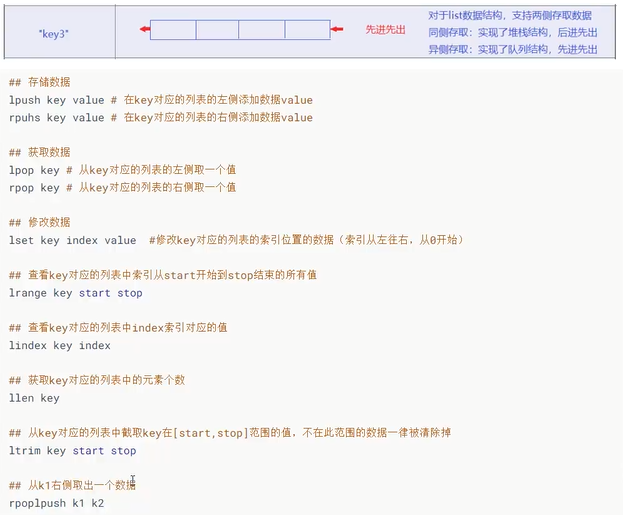 "key3"
先进先出
对于list数据结构，支持两侧存取数据
同侧存取：实现了堆栈结构，后进先出
异侧存取：实现了队列结构，先进先出
## 存储数据
lpush key value # 在key对应的列表的左侧添加数据value
rpuhs key value # 在key对应的列表的右侧添加数据value
## 获取数据
lpop key # 从key对应的列表的左侧取一个值
rpop key # 从key对应的列表的右侧取一个值
## 修改数据
lset key index value #修改key对应的列表的索引位置的数据（索引从左往右，从0开始）
## 查看key对应的列表中索引从start开始到stop结束的所有值
lrange key start stop
## 查看key对应的列表中index索引对应的值
lindex key index
## 获取key对应的列表中的元素个数
llen key
## 从key对应的列表中截取key在[start,stop]范围的值，不在此范围的数据一律被清除掉
ltrim key start stop
## 从k1右侧取出一个数据
rpoplpush k1 k2